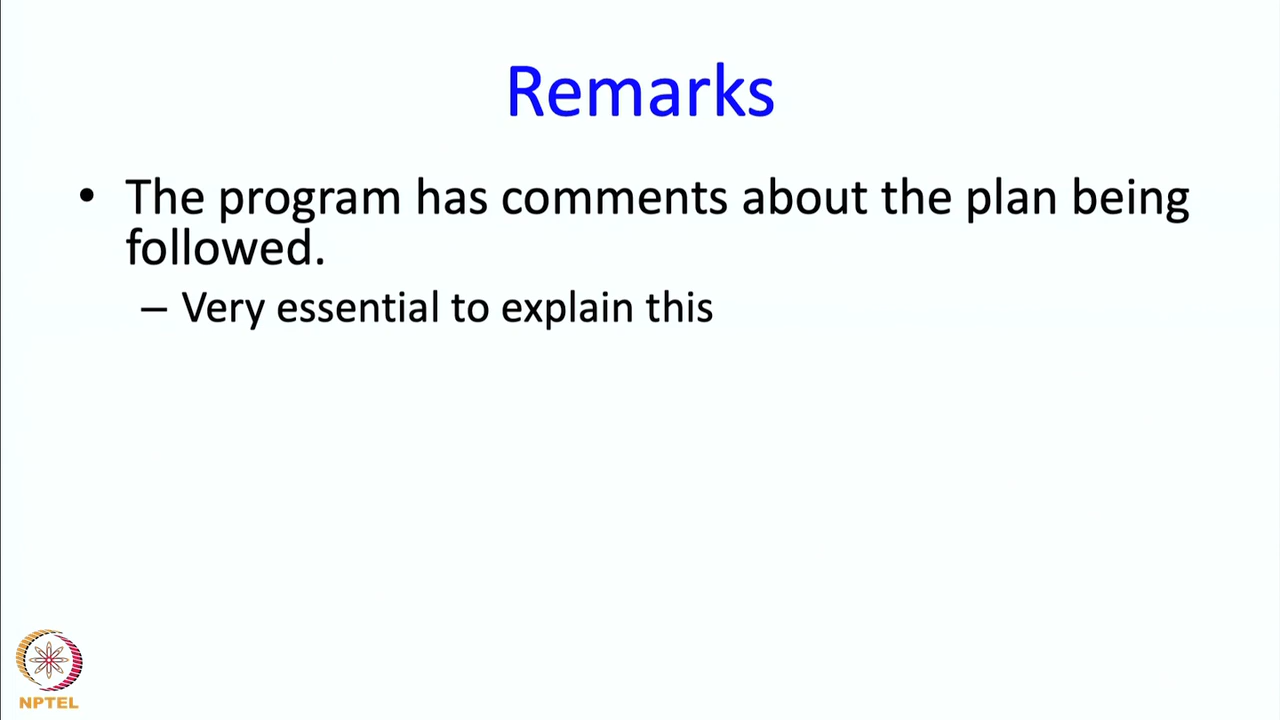 Remarks
• The program has comments about the plan being
followed.
– Very essential to explain this
NPTEL